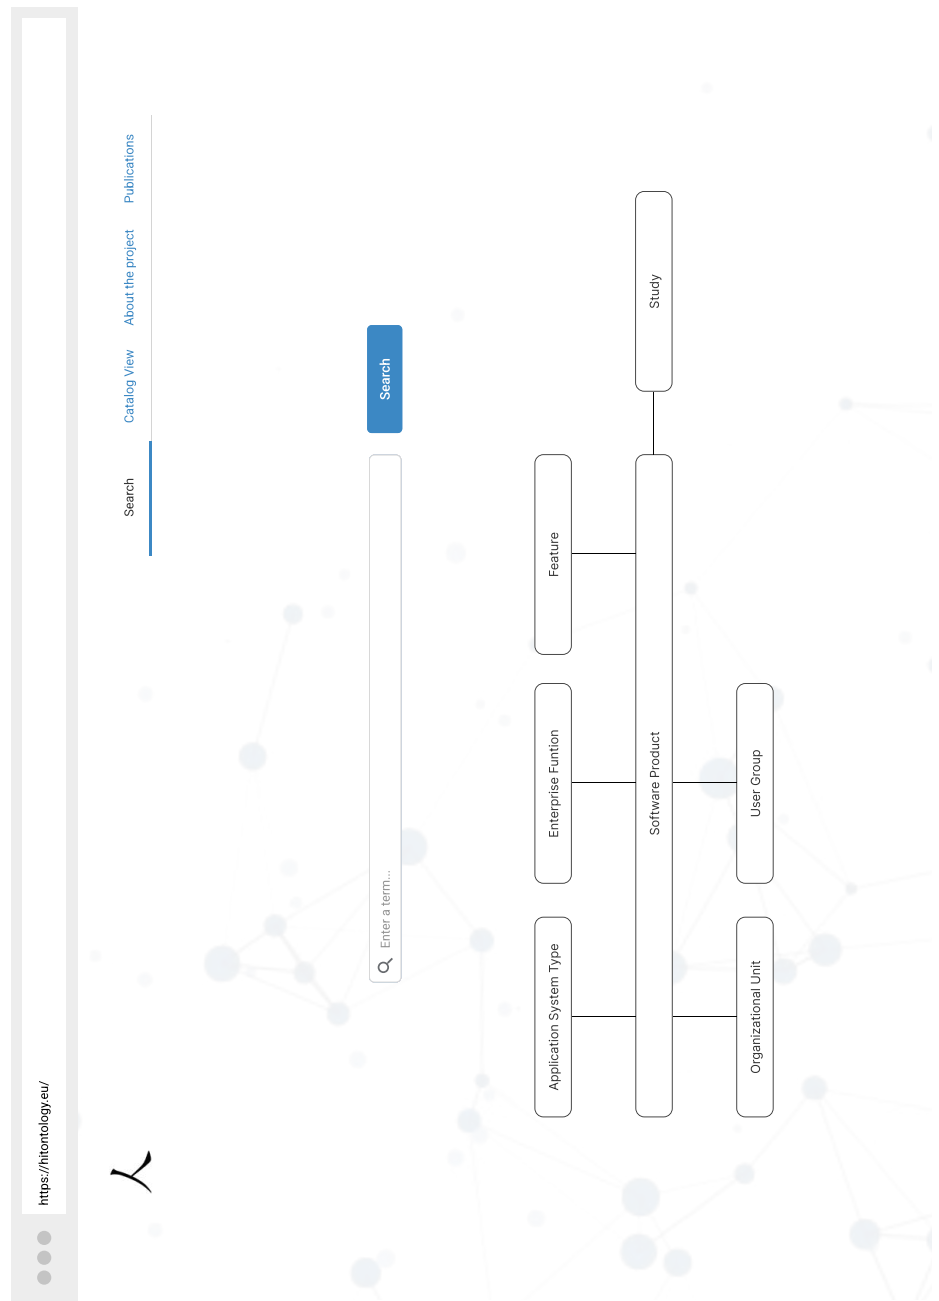 https://hitontology.eu/
Search Catalog View About the project Publications
Enter a term... Search
Application System Type Enterprise Funtion Feature
Software Product Study
Organizational Unit User Group